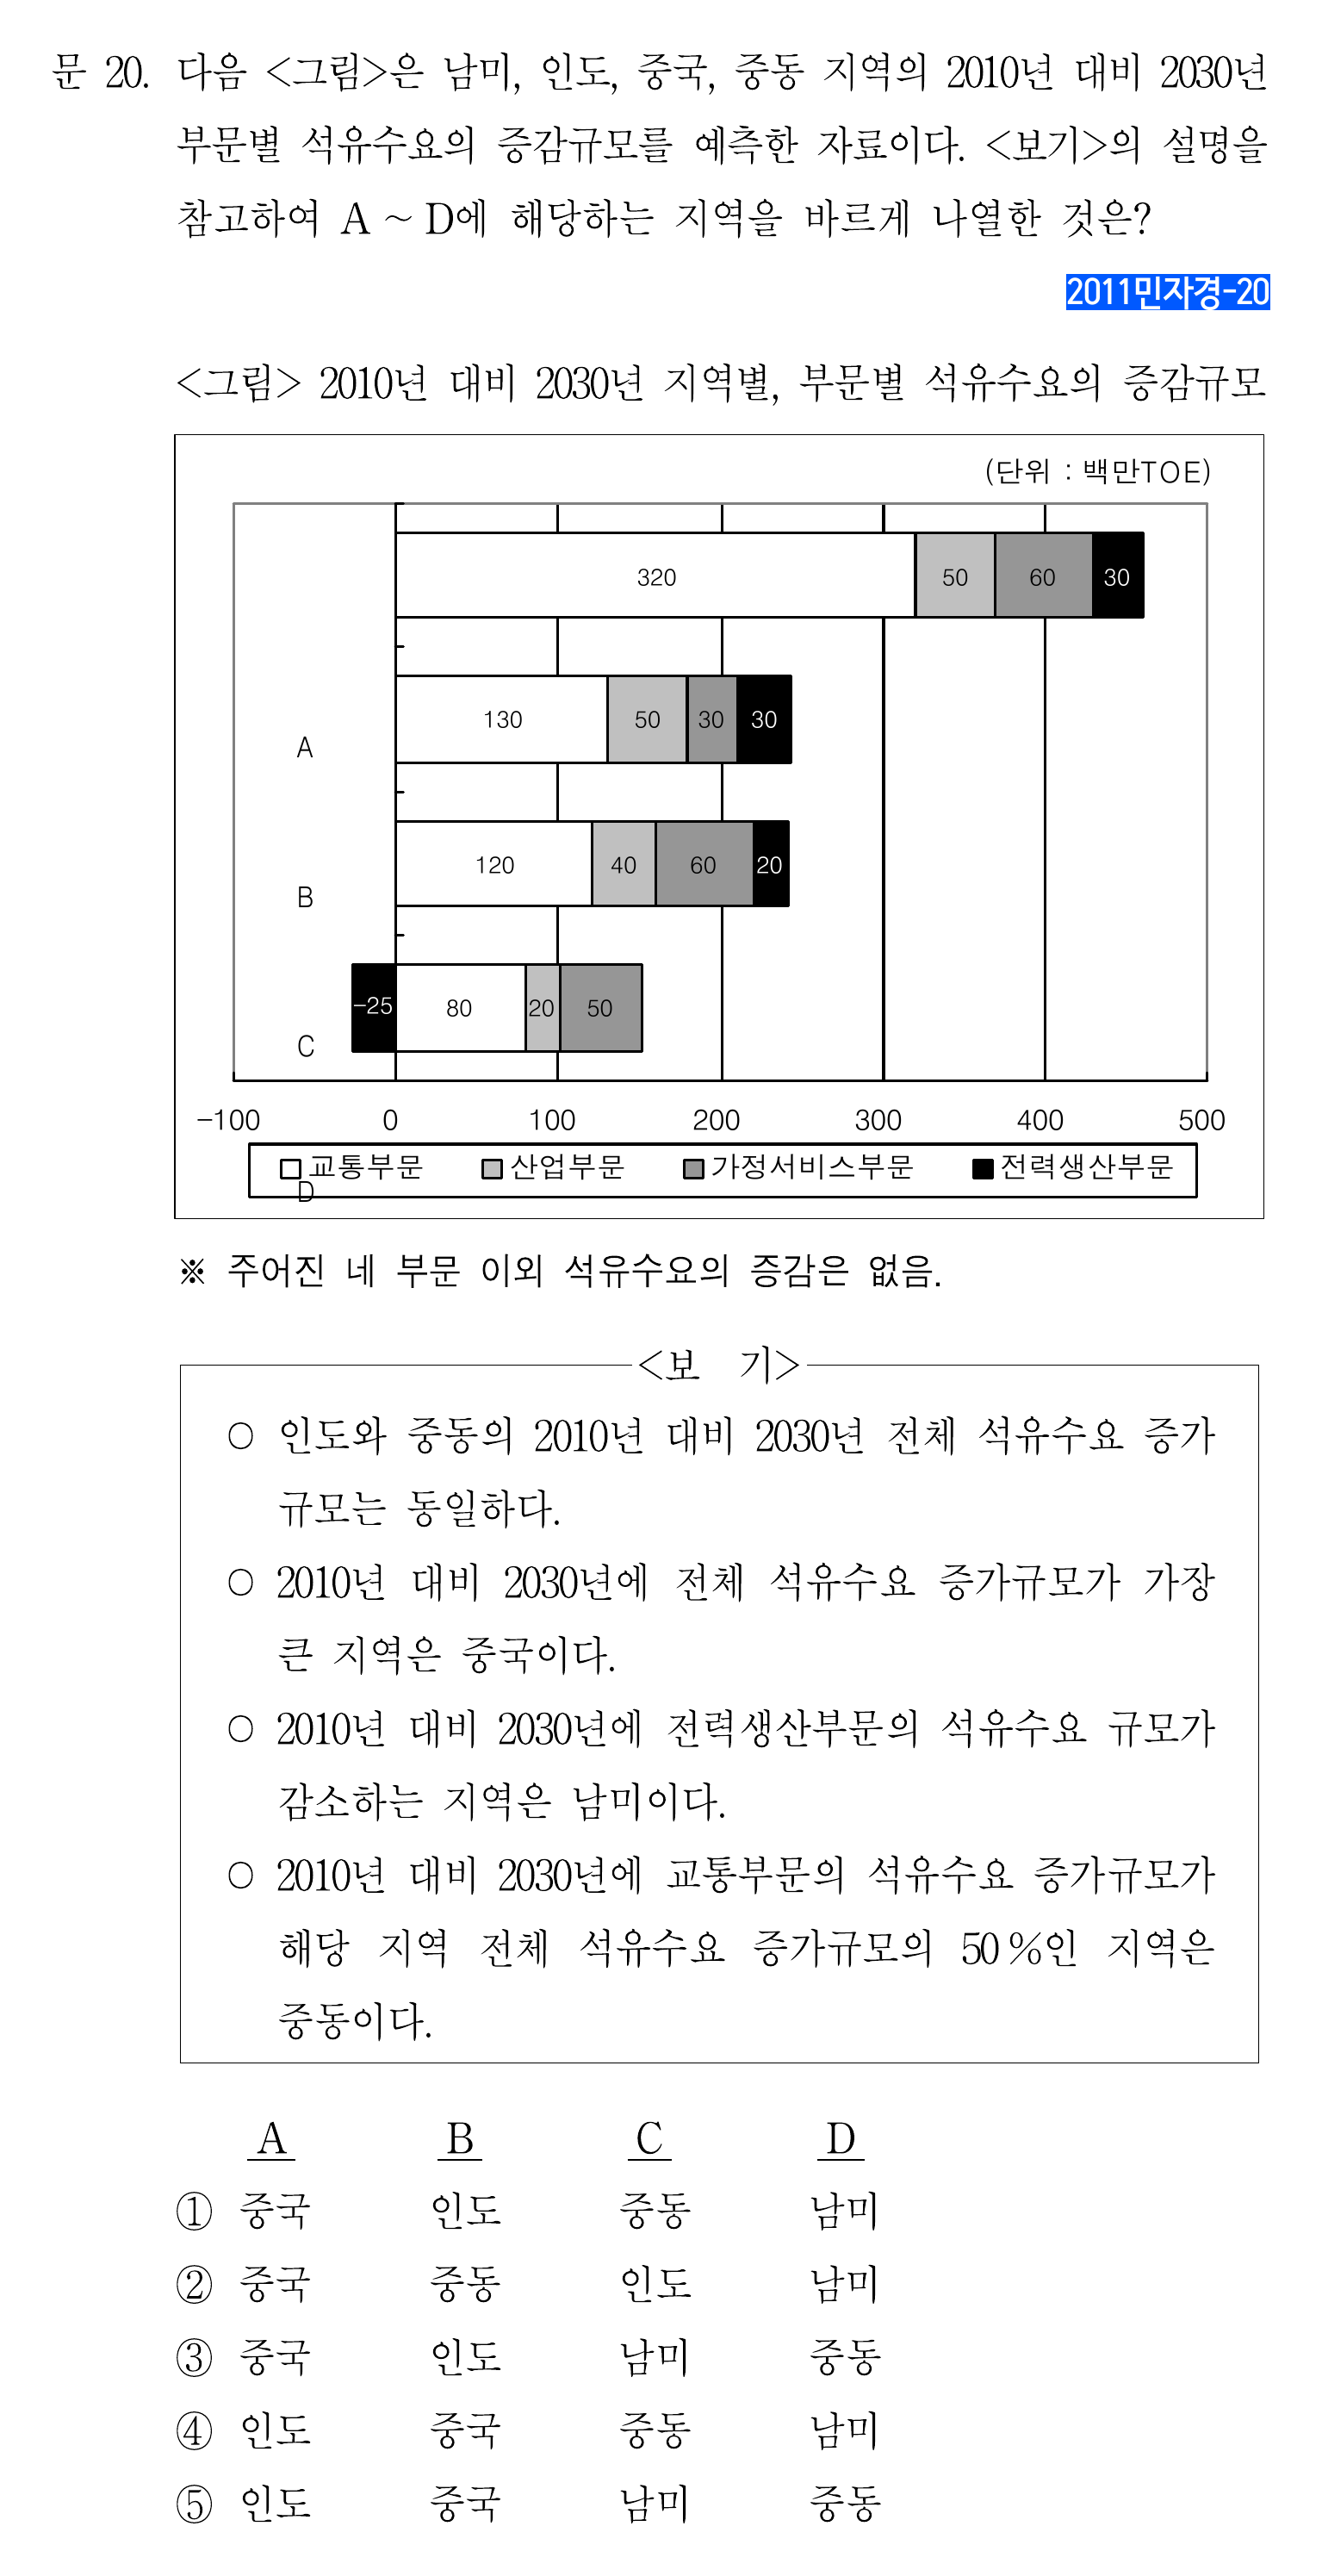 문 20. 다음 <그림>은 남미, 인도, 중국, 중동 지역의 2010년 대비 2030년
부문별 석유수요의 증감규모를 예측한 자료이다. <보기>의 설명을
참고하여 A ~ D에 해당하는 지역을 바르게 나열한 것은?
2011민자경-20
<그림> 2010년 대비 2030년 지역별, 부문별 석유수요의 증감규모
(단위 : 백만TOE)
320 50 60 30
130 50 30 30
A
120 40 60 20
B
-25 80 20 50
C
-100 0 100 200 300 400 500
교통부문 산업부문 가정서비스부문 전력생산부문
D
※ 주어진 네 부문 이외 석유수요의 증감은 없음.
<보 기>
○ 인도와 중동의 2010년 대비 2030년 전체 석유수요 증가
규모는 동일하다.
○ 2010년 대비 2030년에 전체 석유수요 증가규모가 가장
큰 지역은 중국이다.
○ 2010년 대비 2030년에 전력생산부문의 석유수요 규모가
감소하는 지역은 남미이다.
○ 2010년 대비 2030년에 교통부문의 석유수요 증가규모가
해당 지역 전체 석유수요 증가규모의 50 %인 지역은
중동이다.
A B C D
① 중국 인도 중동 남미
② 중국 중동 인도 남미
③ 중국 인도 남미 중동
④ 인도 중국 중동 남미
⑤ 인도 중국 남미 중동